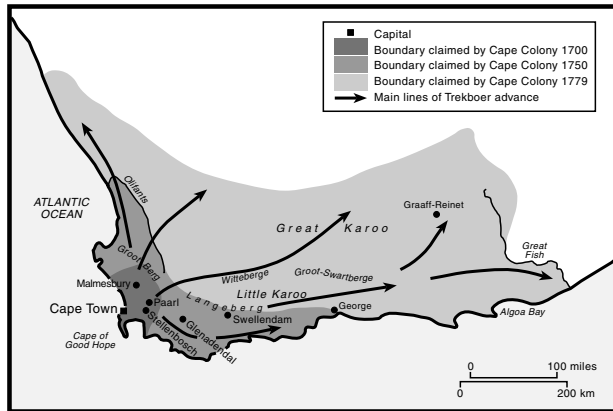 Capital
Boundary claimed by Cape Colony 1700
Boundary claimed by Cape Colony 1750
Boundary claimed by Cape Colony 1779
Main lines of Trekboer advance
ATLANTIC
OCEAN
Olifants
Groot Berg
Malmesbury
Cape Town
Paarl
Stellenbosch
Cape of
Good Hope
Glenadendal
Langeberg
Swellendam
Witteberge
Little Karoo
Groot-Swartberge
Great Karoo
Graaff-Reinet
George
Great
Fish
Algoa Bay
0 100 miles
0 200 km